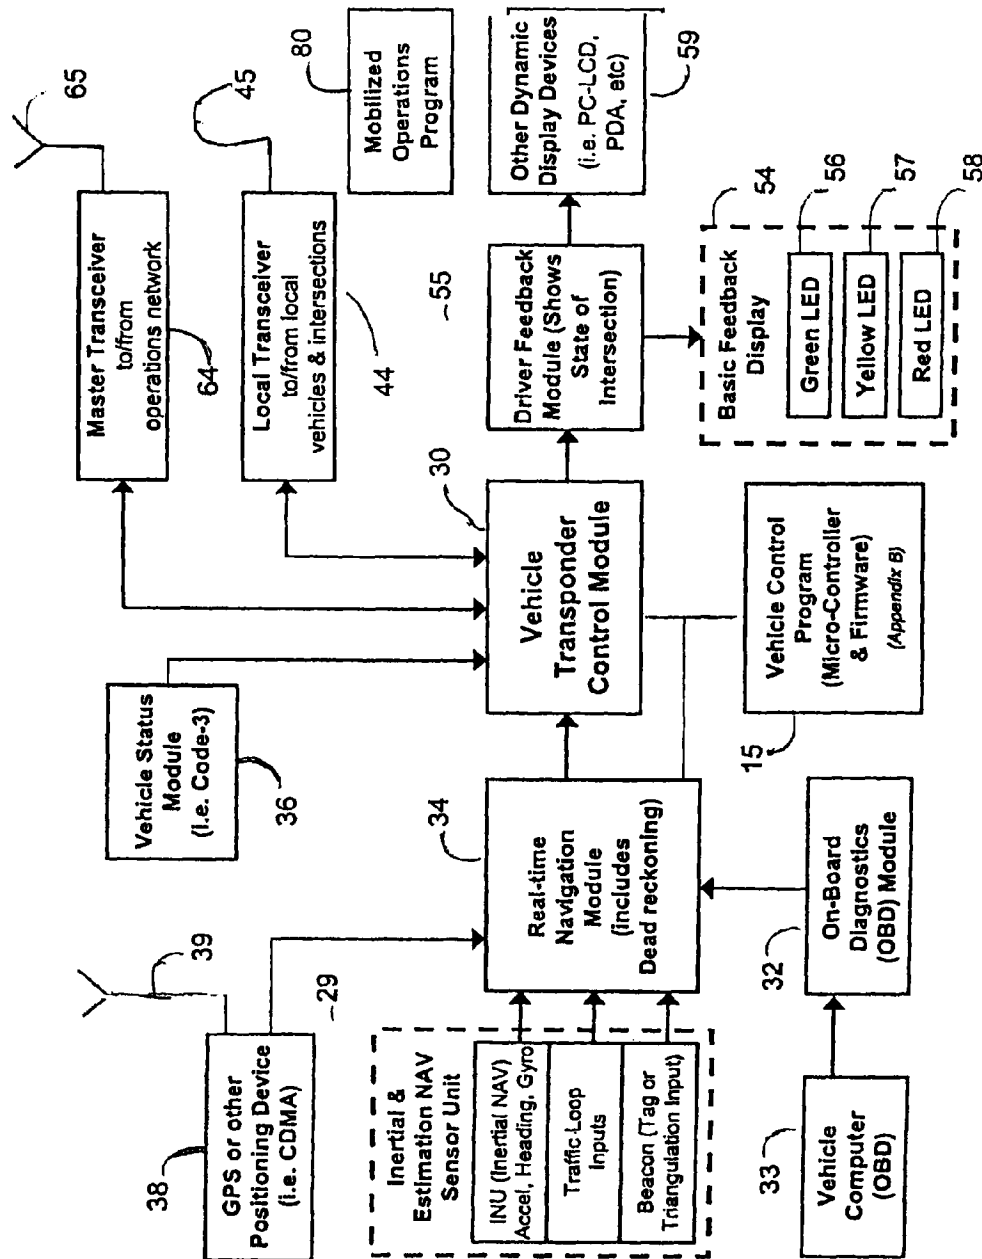 38
GPS or other
Positioning Device
(i.e. CDMA)
39
29
Inertial &
Estimation NAV
Sensor Unit
INU (Inertial NAV)
Accel, Heading, Gyro
Traffic-Loop
Inputs
Beacon (Tag or
Triangulation Input)
33
Vehicle
Computer
(OBD)
Vehicle Status
Module
(i.e. Code-3)
36
34
Real-time
Navigation
Module
(includes
Dead reckoning)
32
On-Board
Diagnostics
(OBD) Module
15
Vehicle Control
Program
(Micro-Controller
& Firmware)
(Appendix B)
30
Vehicle
Transponder
Control Module
65
Master Transceiver
to/from
operations network
64
45
Local Transceiver
to/from local
vehicles & intersections
44
80
Mobilized
Operations
Program
55
Driver Feedback
Module (Shows
State of
Intersection)
Other Dynamic
Display Devices
(i.e. PC-LCD,
PDA, etc)
59
54
Basic Feedback
Display
Green LED
56
Yellow LED
57
Red LED
58